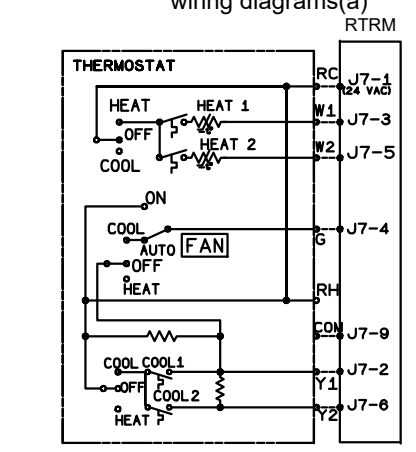 wiring diagrams(a)
RTRM
THERMOSTAT
RC J7-1
(24 VAC)
HEAT HEAT 1 W1 J7-3
OFF
HEAT 2 W2 J7-5
COOL
ON
COOL J7-4
AUTO FAN G
OFF
HEAT RH
COM J7-9
COOL COOL1 J7-2
OFF Y1
COOL2 J7-6
HEAT Y2